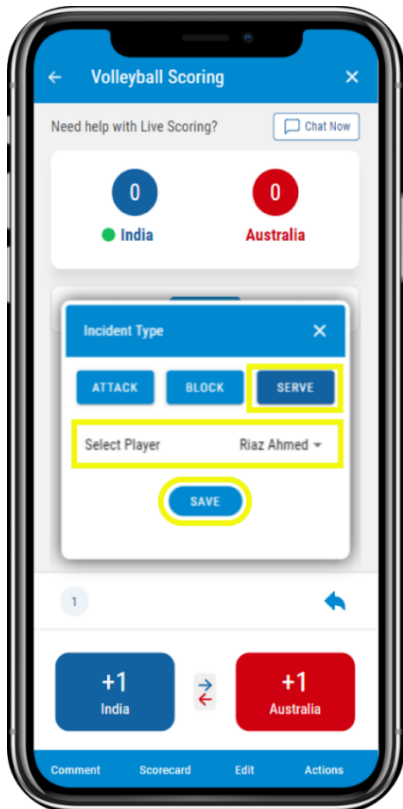 Volleyball Scoring
Need help with Live Scoring?
Chat Now
0 0
India Australia
Incident Type
ATTACK BLOCK SERVE
Select Player Riaz Ahmed
SAVE
1
+1 +1
India Australia
Comment Scorecard Edit Actions